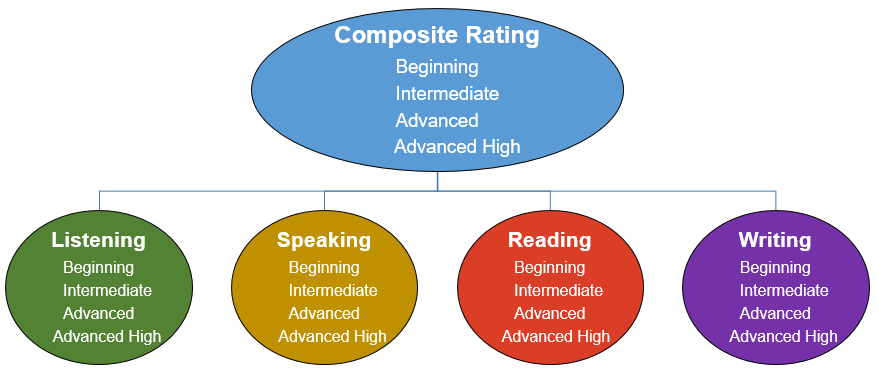 Composite Rating
Beginning
Intermediate
Advanced
Advanced High
Listening
Beginning
Intermediate
Advanced
Advanced High
Speaking
Beginning
Intermediate
Advanced
Advanced High
Reading
Beginning
Intermediate
Advanced
Advanced High
Writing
Beginning
Intermediate
Advanced
Advanced High